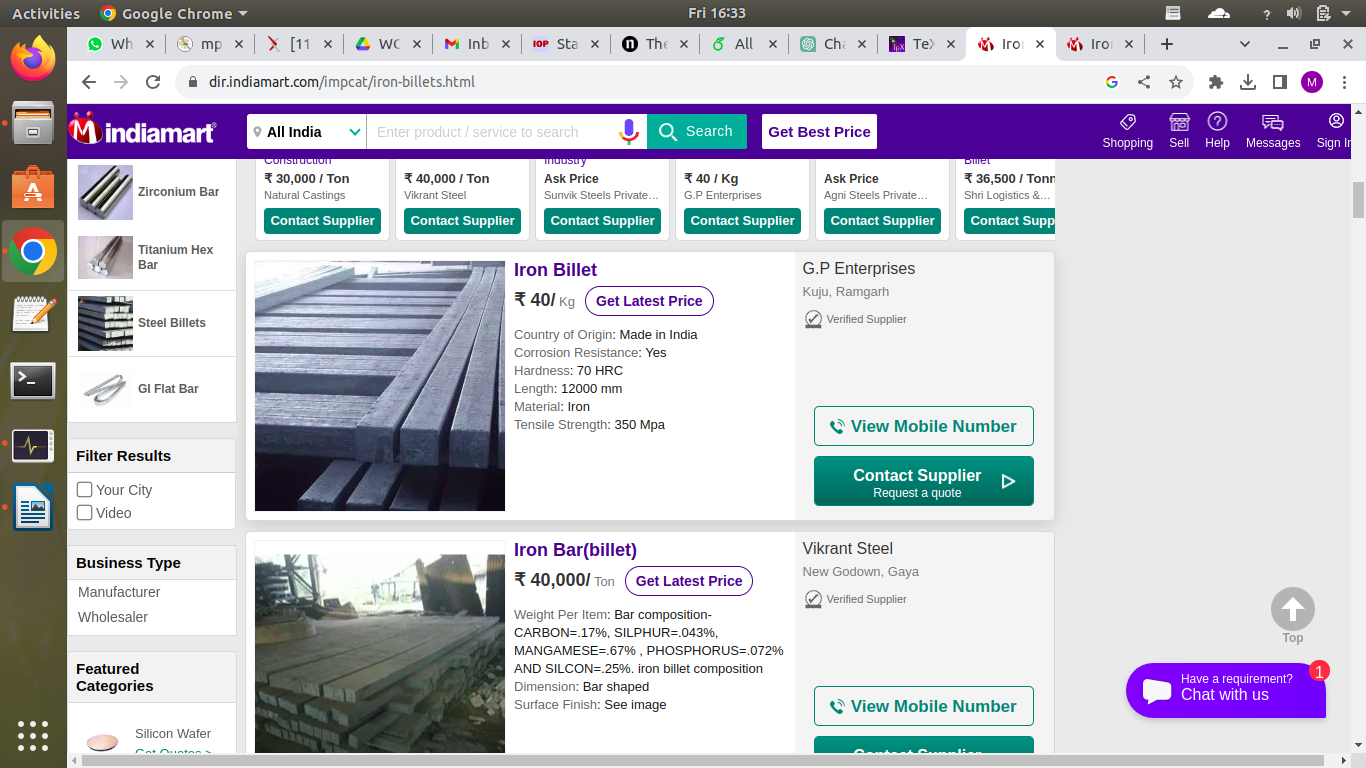 Activities
Google Chrome
Fri 16:33
Wh
mp
[11
WC
Inb
IOP
Sta
n
The
All
Cha
TeX
Iron
Iron
dir.indiamart.com/impcat/iron-billets.html
M
indiamart
All India
Enter product / service to search
Search
Get Best Price
Shopping
Sell
Help
Messages
Sign In
Zirconium Bar
Titanium Hex
Bar
Steel Billets
GI Flat Bar
Filter Results
Your City
Video
Business Type
Manufacturer
Wholesaler
Featured
Categories
Silicon Wafer
Get Quotes >
Construction
₹ 30,000 / Ton
Natural Castings
Contact Supplier
₹ 40,000 / Ton
Vikrant Steel
Contact Supplier
Industry
Ask Price
Sunvik Steels Private…
Contact Supplier
₹ 40 / Kg
G.P Enterprises
Contact Supplier
Ask Price
Agni Steels Private…
Contact Supplier
Billet
₹ 36,500 / Tonn
Shri Logistics &…
Contact Supp
Iron Billet
₹ 40/ Kg
Get Latest Price
Country of Origin: Made in India
Corrosion Resistance: Yes
Hardness: 70 HRC
Length: 12000 mm
Material: Iron
Tensile Strength: 350 Mpa
G.P Enterprises
Kuju, Ramgarh
Verified Supplier
View Mobile Number
Contact Supplier
Request a quote
Iron Bar(billet)
₹ 40,000/ Ton
Get Latest Price
Weight Per Item: Bar composition-
CARBON=.17%, SILPHUR=.043%,
MANGAMESE=.67% , PHOSPHORUS=.072%
AND SILCON=.25%. iron billet composition
Dimension: Bar shaped
Surface Finish: See image
Vikrant Steel
New Godown, Gaya
Verified Supplier
View Mobile Number
Contact Supplier
Top
Have a requirement?
Chat with us
1